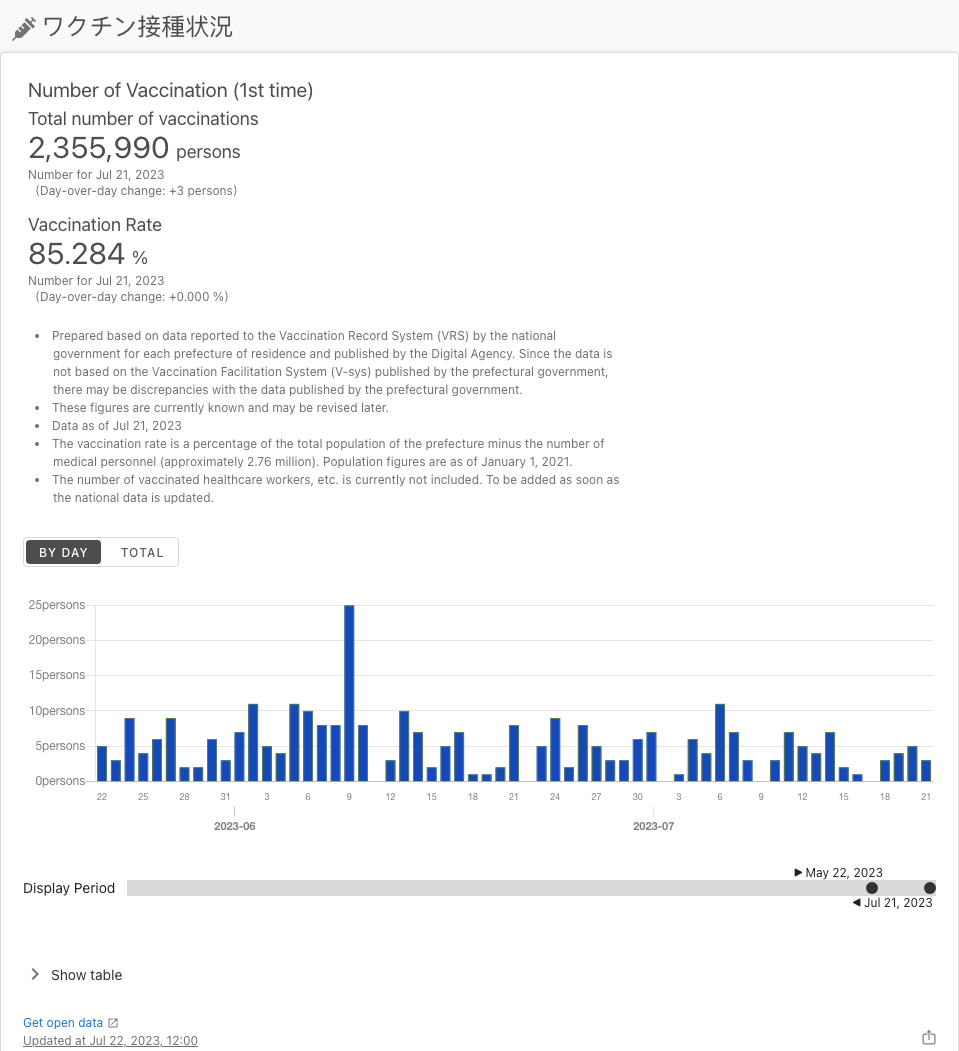 ワクチン接種状況
Number of Vaccination (1st time)
Total number of vaccinations
2,355,990 persons
Number for Jul 21, 2023
(Day-over-day change: +3 persons)
Vaccination Rate
85.284 %
Number for Jul 21, 2023
(Day-over-day change: +0.000 %)
• Prepared based on data reported to the Vaccination Record System (VRS) by the national
government for each prefecture of residence and published by the Digital Agency. Since the data is
not based on the Vaccination Facilitation System (V-sys) published by the prefectural government,
there may be discrepancies with the data published by the prefectural government.
• These figures are currently known and may be revised later.
• Data as of Jul 21, 2023
• The vaccination rate is a percentage of the total population of the prefecture minus the number of
medical personnel (approximately 2.76 million). Population figures are as of January 1, 2021.
• The number of vaccinated healthcare workers, etc. is currently not included. To be added as soon as
the national data is updated.
BY DAY TOTAL
25persons
20persons
15persons
10persons
5persons
0persons
22 25 28 31 3 6 9 12 15 18 21 24 27 30 3 6 9 12 15 18 21
2023-06 2023-07
▶ May 22, 2023
Display Period
◀ Jul 21, 2023
Show table
Get open data
Updated at Jul 22, 2023, 12:00